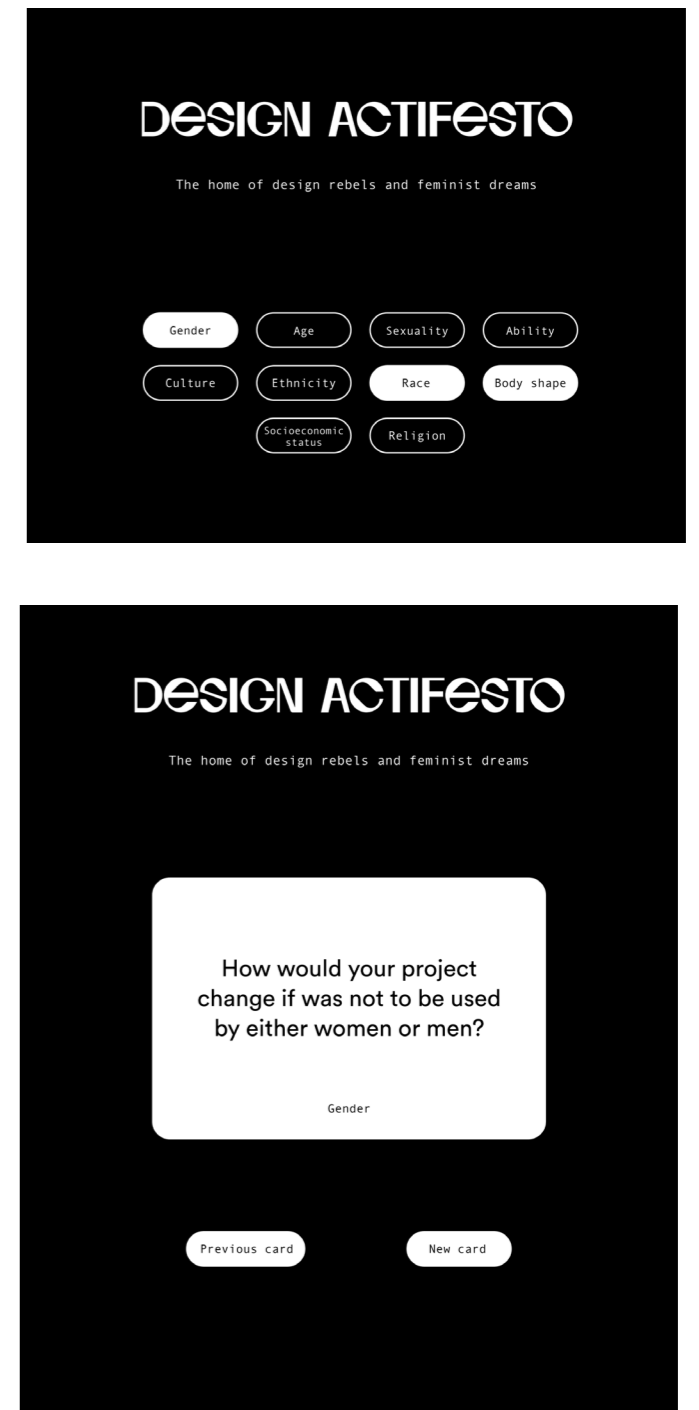 DESIGN ACTIFESTO
The home of design rebels and feminist dreams
Gender Age Sexuality Ability
Culture Ethnicity Race Body shape
Socioeconomic
status
Religion
DESIGN ACTIFESTO
The home of design rebels and feminist dreams
How would your project
change if was not to be used
by either women or men?
Gender
Previous card New card